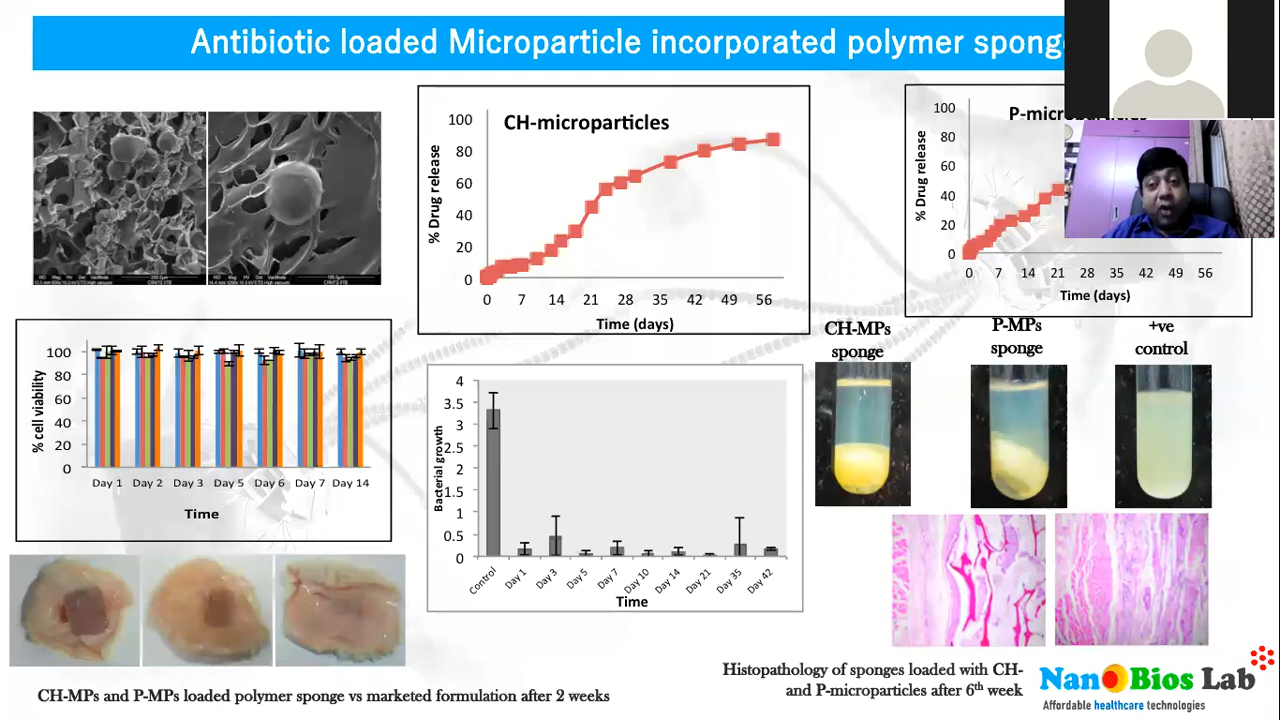 Antibiotic loaded Microparticle incorporated polymer
CH-microparticles
% Drug release
100
80
60
40
20
0
0 7 14 21 28 35 42 49 56
Time (days)
% Drug release
100
80
60
40
20
0
0 7 14 21 28 35 42 49 56
Time (days)
% cell viability
100
80
60
40
20
0
Day 1 Day 2 Day 3 Day 5 Day 6 Day 7 Day 14
Time
Bacterial growth
4
3.5
3
2.5
2
1.5
1
0.5
0
Control Day 1 Day 3 Day 5 Day 7 Day 10 Day 14 Day 21 Day 35 Day 42
Time
CH-MPs
sponge
P-MPs
sponge
+ve
control
CH-MPs and P-MPs loaded polymer sponge vs marketed formulation after 2 weeks
Histopathology of sponges loaded with CH-
and P-microparticles after 6th week
NanoBios Lab
Affordable healthcare technologies